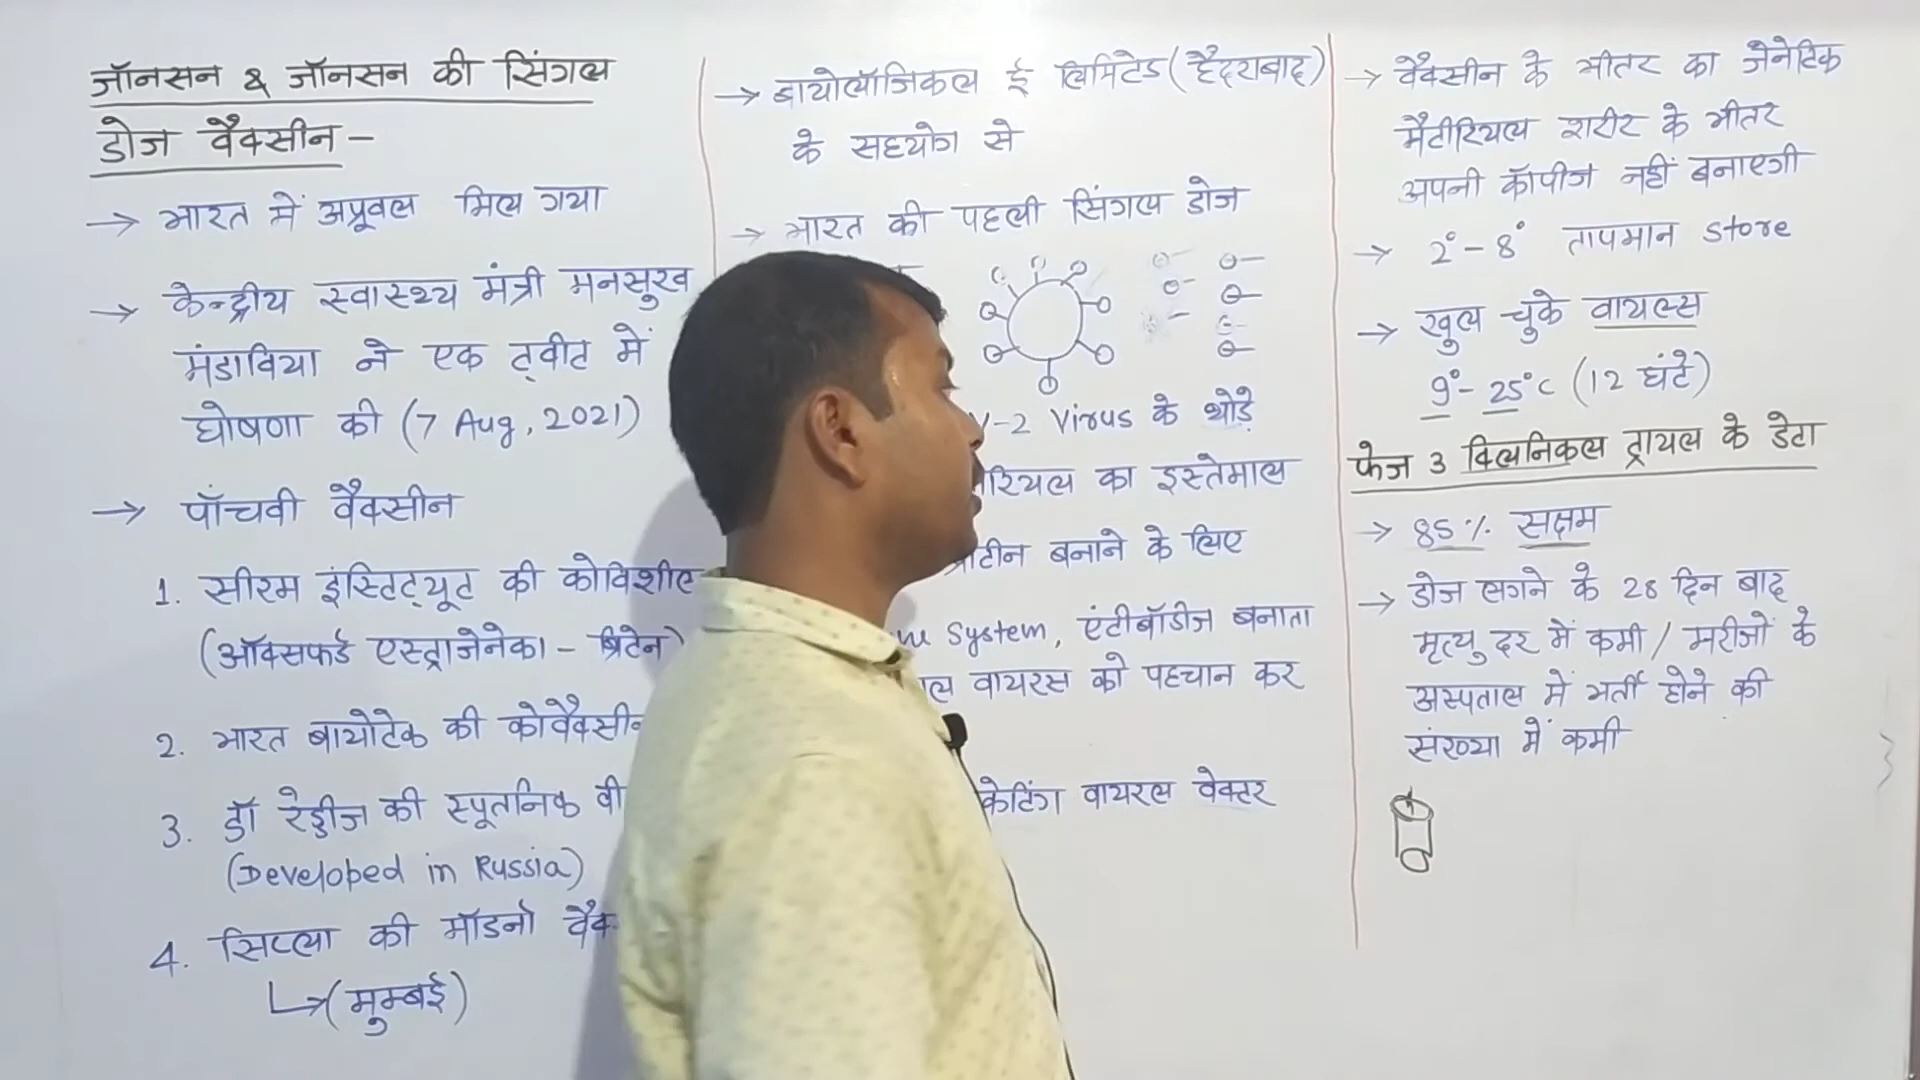 जॉनसन & जॉनसन की सिंगल
डोज वैक्सीन -
→ भारत में अप्रूवल मिल गया
→ केन्द्रीय स्वास्थ्य मंत्री मनसुख
मंडाविया ने एक ट्वीट में
घोषणा की (7 Aug, 2021)
→ पॉचवी वैक्सीन
1. सीरम इंस्टिट्यूट की
(ऑक्सफर्ड एस्ट्राजेनेका - ब्रिटेन)
2. भारत बायोटेक की
3. डॉ रेड्डीज की स्पूतनिक वी
(Developed in Russia)
4. सिप्ला की मॉडर्ना
↳ (मुम्बई)
→ बायोलॉजिकल ई लिमिटेड (हैदराबाद)
के सहयोग से
→ भारत की पहली सिंगल डोज
-2 Virus के थोड़े
का इस्तेमाल
बनाने के लिए
System, एंटीबॉडीज बनाता
वायरस को पहचान कर
वायरल वेक्टर
→ वैक्सीन के भीतर का जेनेटिक
मैटीरियल शरीर के भीतर
अपनी कॉपीज नहीं बनाएगी
→ 2° - 8° तापमान store
→ खुल चुके वायल्स
9° - 25°C (12 घंटे)
फेज 3 क्लिनिकल ट्रायल के डेटा
→ 85% सक्षम
→ डोज लगने के 28 दिन बाद
मृत्यु दर में कमी / मरीजों के
अस्पताल में भर्ती होने की
संख्या में कमी